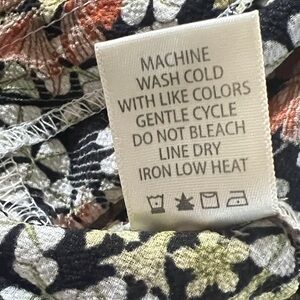 MACHINE
WASH COLD
WITH LIKE COLORS
GENTLE CYCLE
DO NOT BLEACH
LINE DRY
IRON LOW HEAT